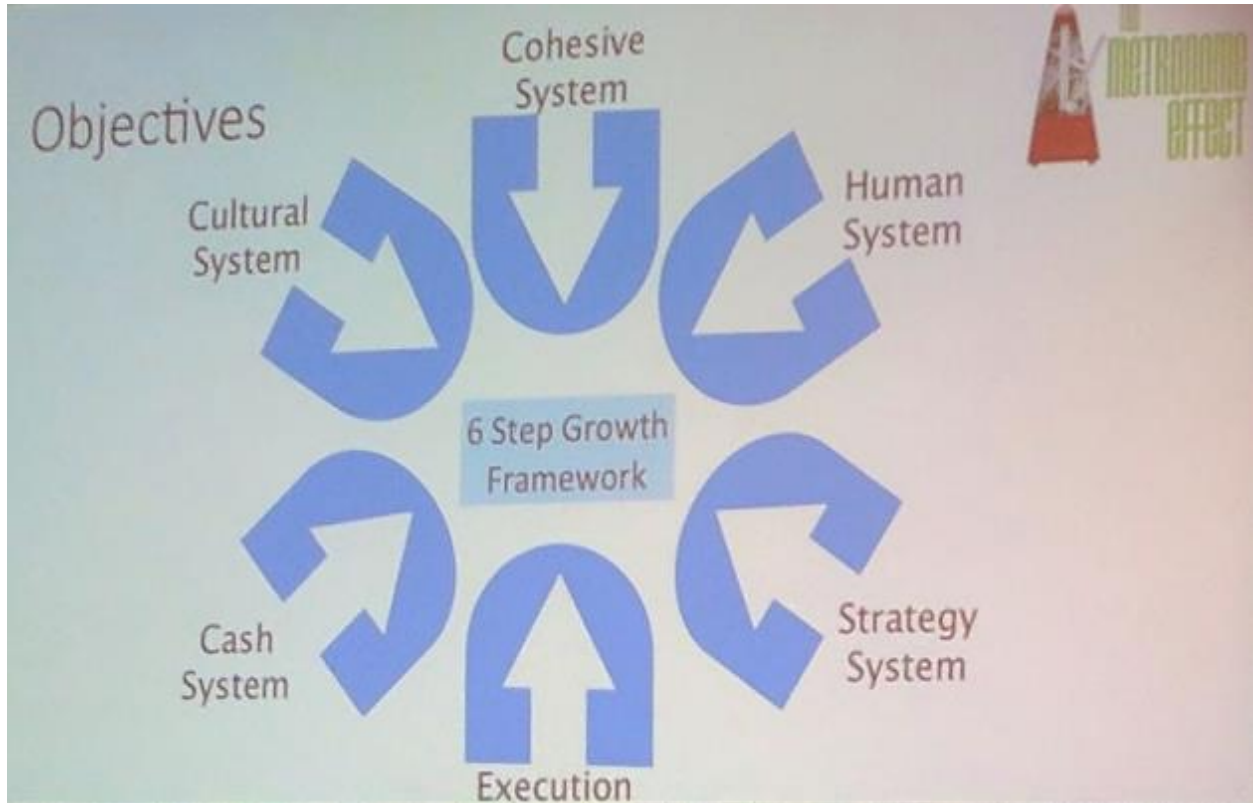 Objectives
Cohesive
System
Human
System
Cultural
System
6 Step Growth
Framework
Strategy
System
Cash
System
Execution
METRONOME
EFFECT